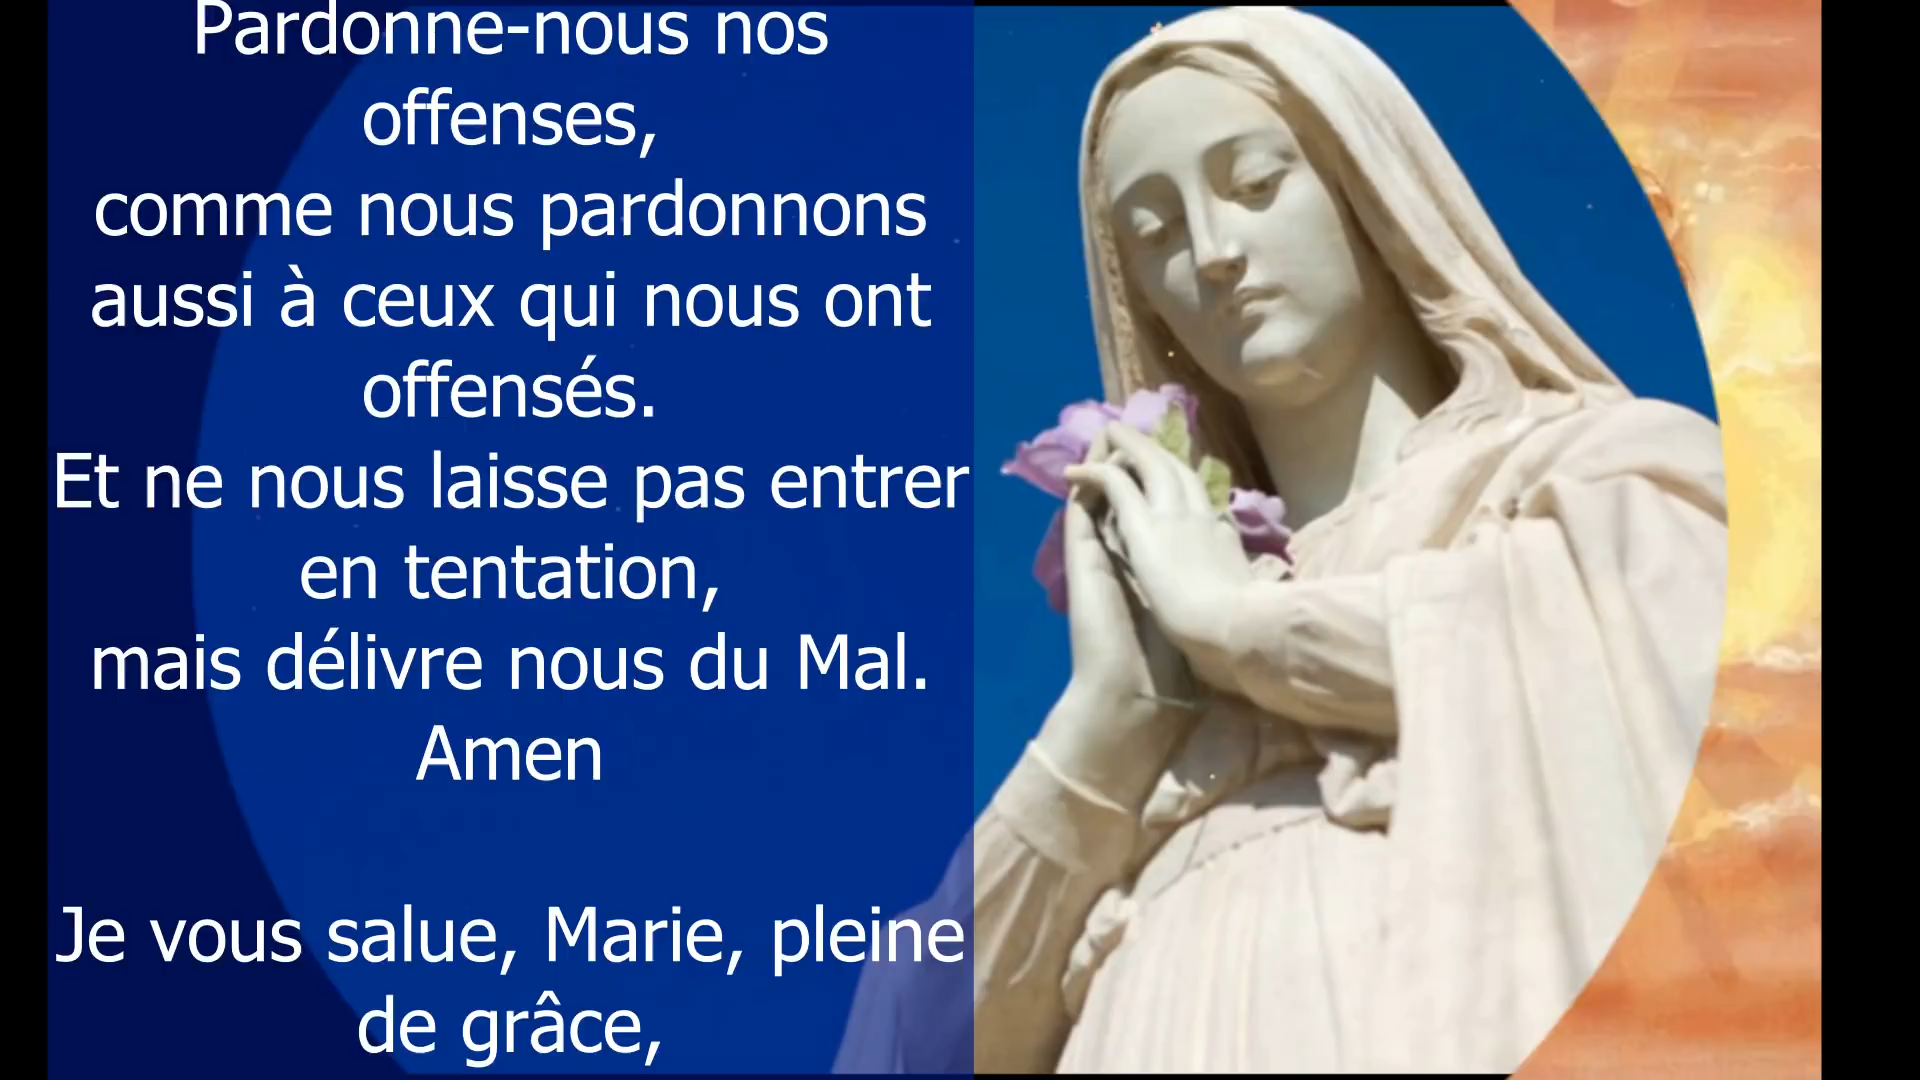 Pardonne-nous nos
offenses,
comme nous pardonnons
aussi à ceux qui nous ont
offensés.
Et ne nous laisse pas entrer
en tentation,
mais délivre nous du Mal.
Amen
Je vous salue, Marie, pleine
de grâce,